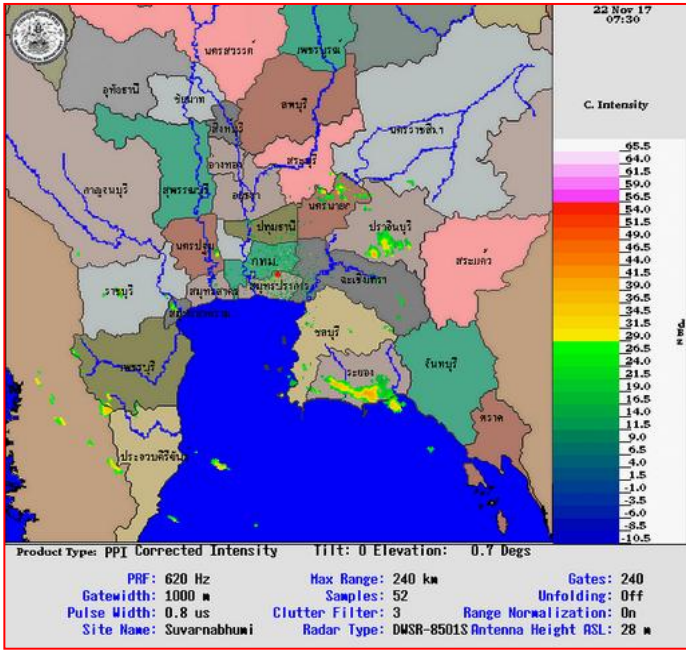 22 Nov 17
07:30
C. Intensity
นครสวรรค์
เพชรบูรณ์
อุทัยธานี
ชัยนาท
ลพบุรี
สิงห์บุรี
นครราชสีมา
อ่างทอง
สระบุรี
กาญจนบุรี
สุพรรณบุรี
อยุธยา
นครนายก
ปทุมธานี
ปราจีนบุรี
นครปฐม
กทม.
สระแก้ว
ฉะเชิงเทรา
ราชบุรี
สมุทรสาคร
สมุทรปราการ
สมุทรสงคราม
ชลบุรี
เพชรบุรี
ระยอง
จันทบุรี
ตราด
ประจวบคีรีขันธ์
65.5
64.0
61.5
59.0
56.5
54.0
51.5
49.0
46.5
44.0
41.5
39.0
36.5
34.0
31.5
29.0
26.5
24.0
21.5
19.0
16.5
14.0
11.5
9.0
6.5
4.0
1.5
-1.0
-3.5
-6.0
-8.5
-10.5
Product Type: PPI Corrected Intensity Tilt: 0 Elevation: 0.7 Degs
PRF: 620 Hz Max Range: 240 km Gates: 240
Gatewidth: 1000 m Samples: 52 Unfolding: Off
Pulse Width: 0.8 us Clutter Filter: 3 Range Normalization: On
Site Name: Suvarnabhumi Radar Type: DWSR-8501S Antenna Height ASL: 28 m